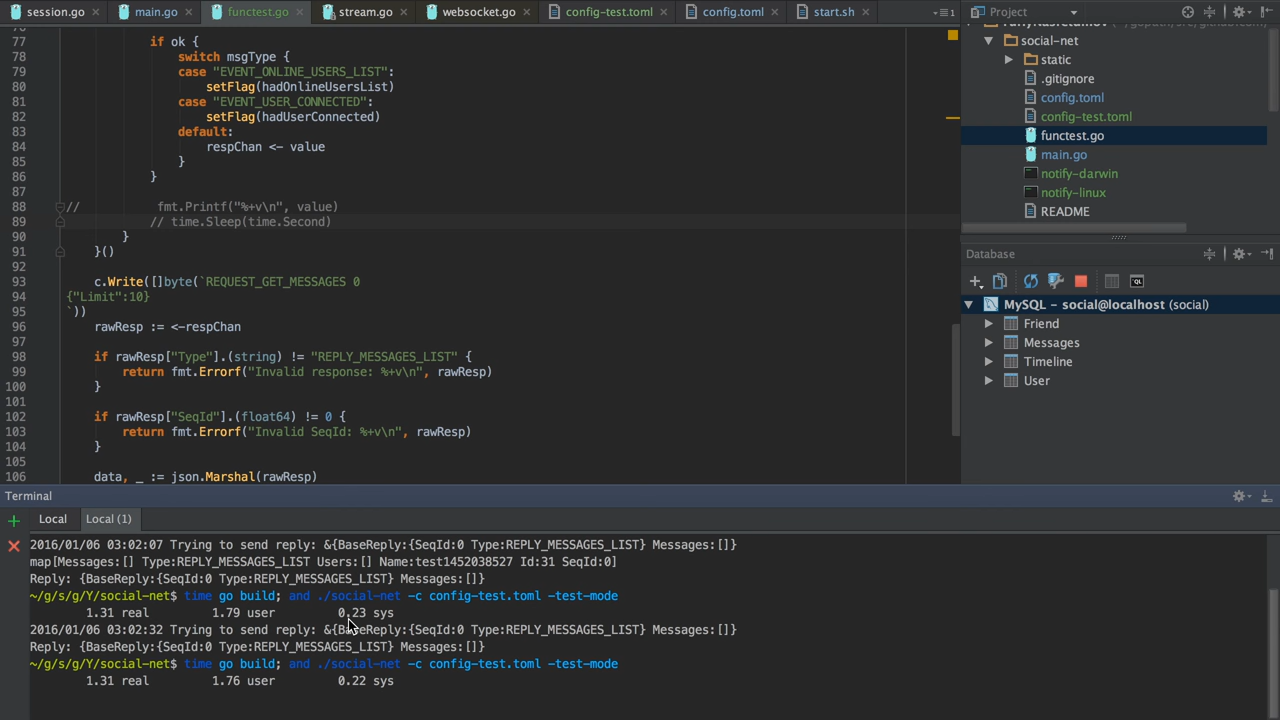 session.go
main.go
functest.go
stream.go
websocket.go
config-test.toml
config.toml
start.sh
1
Project
77 if ok {
78 switch msgType {
79 case "EVENT_ONLINE_USERS_LIST":
80 setFlag(hadOnlineUsersList)
81 case "EVENT_USER_CONNECTED":
82 setFlag(hadUserConnected)
83 default:
84 respChan <- value
85 }
86 }
87
88 // fmt.Printf("%+v\n", value)
89 // time.Sleep(time.Second)
90 }
91 }()
92
93 c.Write([]byte(`REQUEST_GET_MESSAGES 0
94 {"Limit":10}
95 `))
96 rawResp := <-respChan
97
98 if rawResp["Type"].(string) != "REPLY_MESSAGES_LIST" {
99 return fmt.Errorf("Invalid response: %+v\n", rawResp)
100 }
101
102 if rawResp["SeqId"].(float64) != 0 {
103 return fmt.Errorf("Invalid SeqId: %+v\n", rawResp)
104 }
105
106 data, _ := json.Marshal(rawResp)
social-net
static
.gitignore
config.toml
config-test.toml
functest.go
main.go
notify-darwin
notify-linux
README
Database
QL
MySQL - social@localhost (social)
Friend
Messages
Timeline
User
Terminal
Local
Local (1)
2016/01/06 03:02:07 Trying to send reply: &{BaseReply:{SeqId:0 Type:REPLY_MESSAGES_LIST} Messages:[]}
map[Messages:[] Type:REPLY_MESSAGES_LIST Users:[] Name:test1452038527 Id:31 SeqId:0]
Reply: {BaseReply:{SeqId:0 Type:REPLY_MESSAGES_LIST} Messages:[]}
~/g/s/g/Y/social-net$ time go build; and ./social-net -c config-test.toml -test-mode
1.31 real 1.79 user 0.23 sys
2016/01/06 03:02:32 Trying to send reply: &{BaseReply:{SeqId:0 Type:REPLY_MESSAGES_LIST} Messages:[]}
Reply: {BaseReply:{SeqId:0 Type:REPLY_MESSAGES_LIST} Messages:[]}
~/g/s/g/Y/social-net$ time go build; and ./social-net -c config-test.toml -test-mode
1.31 real 1.76 user 0.22 sys